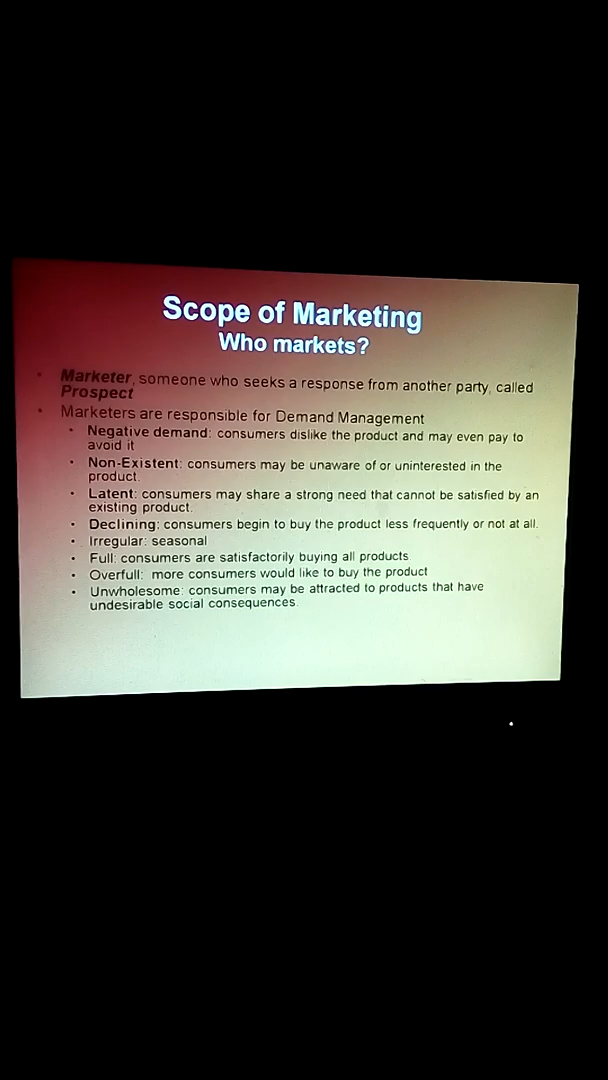 Scope of Marketing
Who markets?
• Marketer, someone who seeks a response from another party, called
Prospect
• Marketers are responsible for Demand Management
• Negative demand: consumers dislike the product and may even pay to
avoid it
• Non-Existent: consumers may be unaware of or uninterested in the
product.
• Latent: consumers may share a strong need that cannot be satisfied by an
existing product.
• Declining: consumers begin to buy the product less frequently or not at all.
• Irregular: seasonal
• Full: consumers are satisfactorily buying all products
• Overfull: more consumers would like to buy the product
• Unwholesome: consumers may be attracted to products that have
undesirable social consequences.